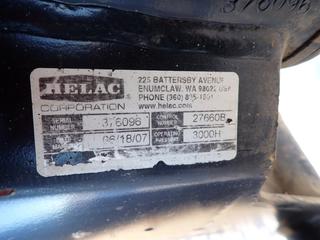 376096
HELAC
CORPORATION
225 BATTERSBY AVENUE
ENUMCLAW, WA 98022 USA
PHONE (360) 825-1601
www.helac.com
SERIAL NUMBER 376096
CONTROL NUMBER 27660B
06/18/07
OPERATING PRESSURE 3000H